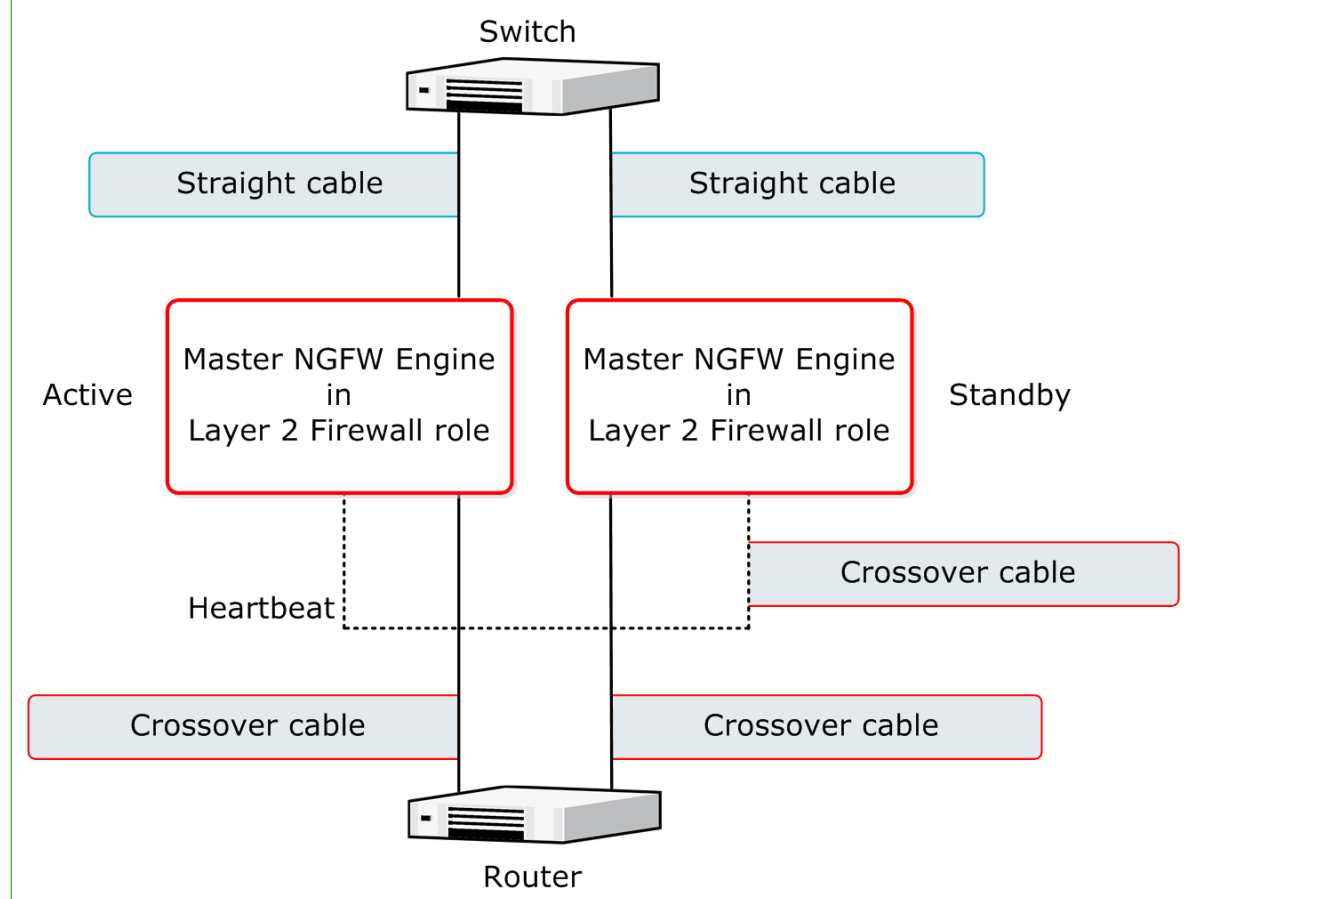 Switch
Straight cable
Straight cable
Active
Master NGFW Engine
in
Layer 2 Firewall role
Master NGFW Engine
in
Layer 2 Firewall role
Standby
Crossover cable
Heartbeat
Crossover cable
Crossover cable
Router